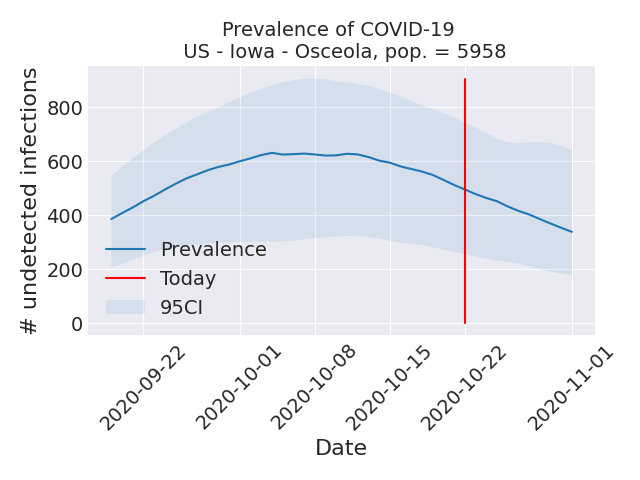 Prevalence of COVID-19
US - Iowa - Osceola, pop. = 5958
# undetected infections
800
600
400
200
0
Prevalence
Today
95CI
2020-09-22
2020-10-01
2020-10-08
2020-10-15
2020-10-22
2020-11-01
Date